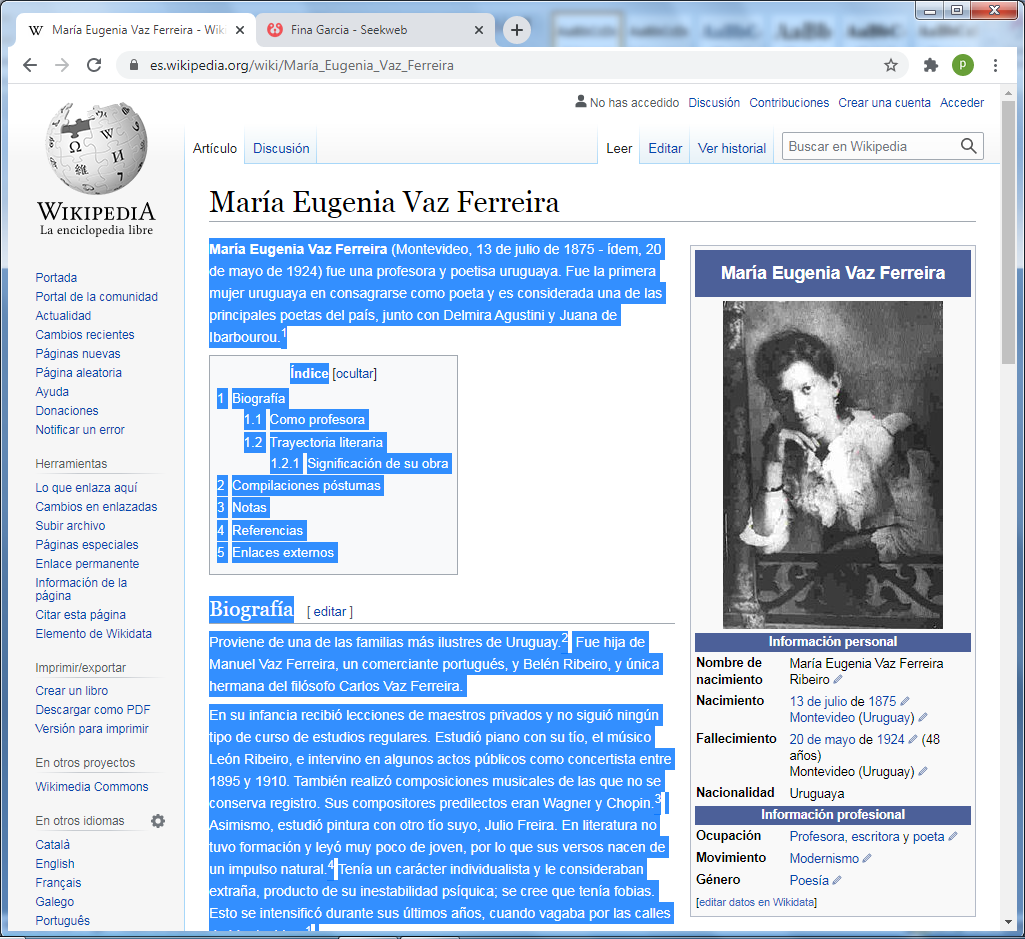 María Eugenia Vaz Ferreira - Wik
Fina Garcia - Seekweb
es.wikipedia.org/wiki/María_Eugenia_Vaz_Ferreira
P
No has accedido Discusión Contribuciones Crear una cuenta Acceder
Artículo Discusión Leer Editar Ver historial Buscar en Wikipedia
WIKIPEDIA
La enciclopedia libre
Portada
Portal de la comunidad
Actualidad
Cambios recientes
Páginas nuevas
Página aleatoria
Ayuda
Donaciones
Notificar un error
Herramientas
Lo que enlaza aquí
Cambios en enlazadas
Subir archivo
Páginas especiales
Enlace permanente
Información de la
página
Citar esta página
Elemento de Wikidata
Imprimir/exportar
Crear un libro
Descargar como PDF
Versión para imprimir
En otros proyectos
Wikimedia Commons
En otros idiomas
Català
English
Français
Galego
Português
María Eugenia Vaz Ferreira
María Eugenia Vaz Ferreira (Montevideo, 13 de julio de 1875 - ídem, 20
de mayo de 1924) fue una profesora y poetisa uruguaya. Fue la primera
mujer uruguaya en consagrarse como poeta y es considerada una de las
principales poetas del país, junto con Delmira Agustini y Juana de
Ibarbourou.1
Índice [ocultar]
1 Biografía
1.1 Como profesora
1.2 Trayectoria literaria
1.2.1 Significación de su obra
2 Compilaciones póstumas
3 Notas
4 Referencias
5 Enlaces externos
Biografía [ editar ]
Proviene de una de las familias más ilustres de Uruguay.2 Fue hija de
Manuel Vaz Ferreira, un comerciante portugués, y Belén Ribeiro, y única
hermana del filósofo Carlos Vaz Ferreira.
En su infancia recibió lecciones de maestros privados y no siguió ningún
tipo de curso de estudios regulares. Estudió piano con su tío, el músico
León Ribeiro, e intervino en algunos actos públicos como concertista entre
1895 y 1910. También realizó composiciones musicales de las que no se
conserva registro. Sus compositores predilectos eran Wagner y Chopin.3
Asimismo, estudió pintura con otro tío suyo, Julio Freira. En literatura no
tuvo formación y leyó muy poco de joven, por lo que sus versos nacen de
un impulso natural.4 Tenía un carácter individualista y le consideraban
extraña, producto de su inestabilidad psíquica; se cree que tenía fobias.
Esto se intensificó durante sus últimos años, cuando vagaba por las calles
María Eugenia Vaz Ferreira
Información personal
Nombre de María Eugenia Vaz Ferreira
nacimiento Ribeiro
Nacimiento 13 de julio de 1875
Montevideo (Uruguay)
Fallecimiento 20 de mayo de 1924 (48
años)
Montevideo (Uruguay)
Nacionalidad Uruguaya
Información profesional
Ocupación Profesora, escritora y poeta
Movimiento Modernismo
Género Poesía
[editar datos en Wikidata]